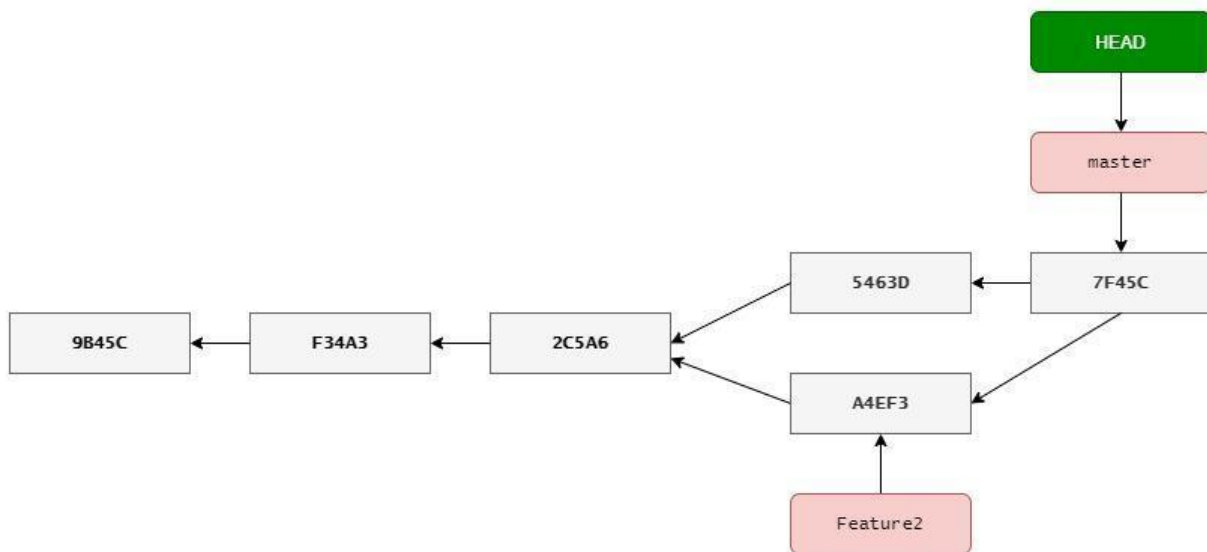 HEAD
master
5463D
7F45C
9B45C
F34A3
2C5A6
A4EF3
Feature2